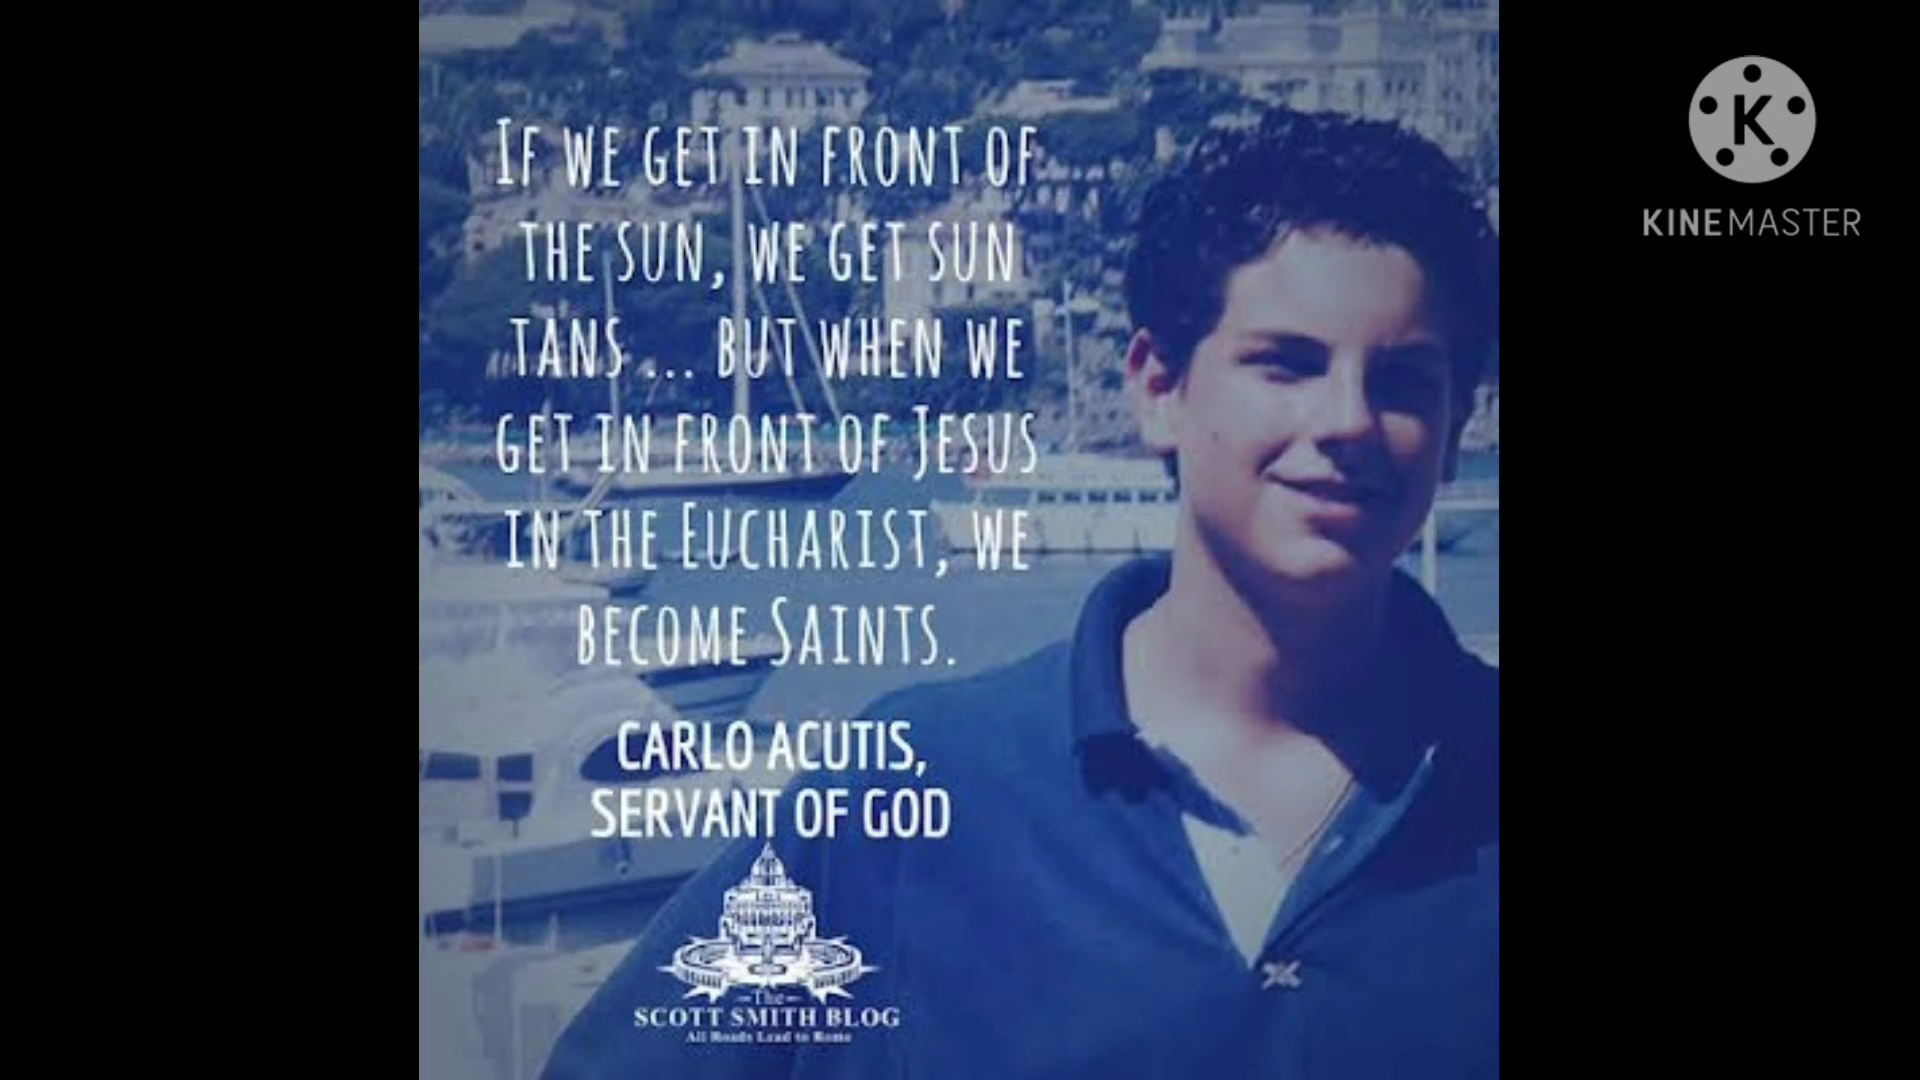 If we get in front of
the sun, we get sun
tans ... but when we
get in front of Jesus
in the Eucharist, we
become Saints.
CARLO ACUTIS,
SERVANT OF GOD
The
SCOTT SMITH BLOG
All Roads Lead to Rome
K
KINEMASTER